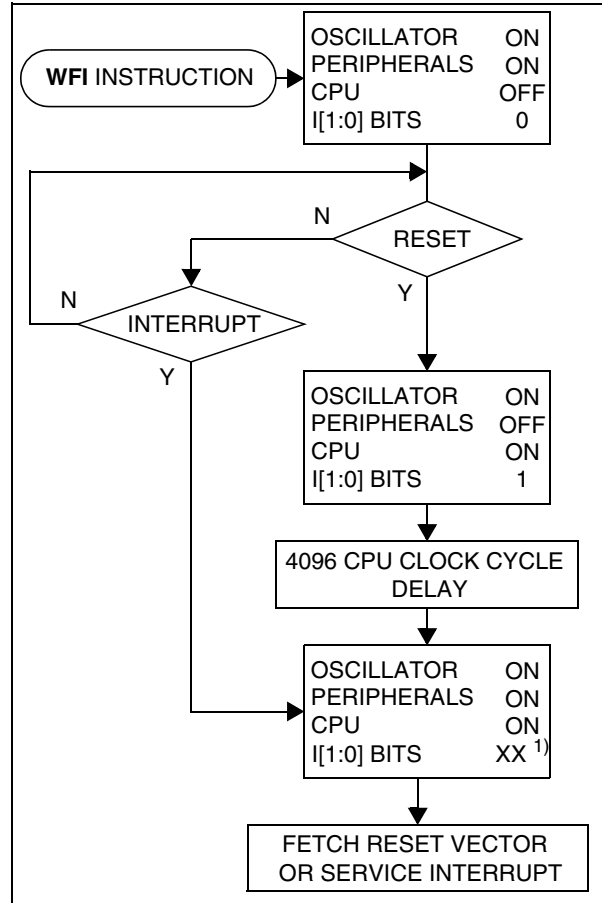 WFI INSTRUCTION
OSCILLATOR ON
PERIPHERALS ON
CPU OFF
I[1:0] BITS 0
N
RESET
Y
N
INTERRUPT
Y
OSCILLATOR ON
PERIPHERALS OFF
CPU ON
I[1:0] BITS 1
4096 CPU CLOCK CYCLE
DELAY
OSCILLATOR ON
PERIPHERALS ON
CPU ON
I[1:0] BITS XX 1)
FETCH RESET VECTOR
OR SERVICE INTERRUPT